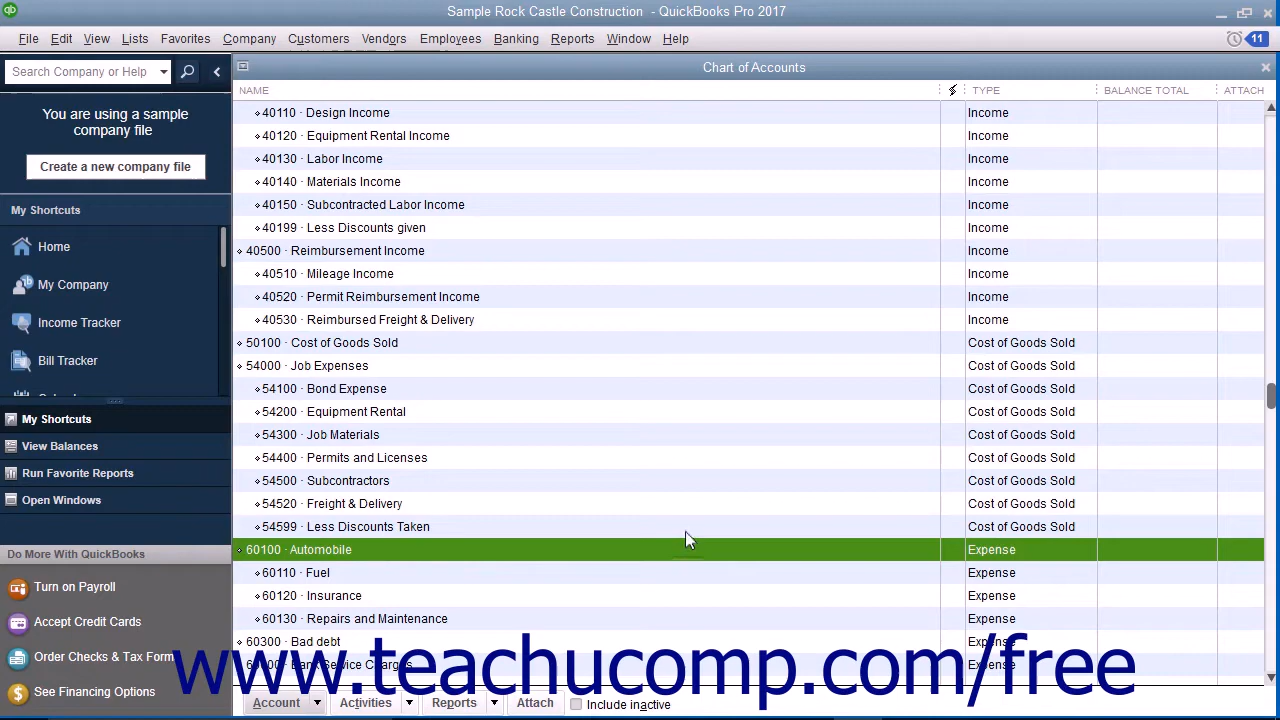 Sample Rock Castle Construction - QuickBooks Pro 2017
File Edit View Lists Favorites Company Customers Vendors Employees Banking Reports Window Help 11
Search Company or Help
Chart of Accounts
NAME TYPE BALANCE TOTAL ATTACH
You are using a sample
company file
Create a new company file
My Shortcuts
Home
My Company
Income Tracker
Bill Tracker
My Shortcuts
View Balances
Run Favorite Reports
Open Windows
Do More With QuickBooks
Turn on Payroll
Accept Credit Cards
Order Checks & Tax Form
See Financing Options
40110 · Design Income Income
40120 · Equipment Rental Income Income
40130 · Labor Income Income
40140 · Materials Income Income
40150 · Subcontracted Labor Income Income
40199 · Less Discounts given Income
40500 · Reimbursement Income Income
40510 · Mileage Income Income
40520 · Permit Reimbursement Income Income
40530 · Reimbursed Freight & Delivery Income
50100 · Cost of Goods Sold Cost of Goods Sold
54000 · Job Expenses Cost of Goods Sold
54100 · Bond Expense Cost of Goods Sold
54200 · Equipment Rental Cost of Goods Sold
54300 · Job Materials Cost of Goods Sold
54400 · Permits and Licenses Cost of Goods Sold
54500 · Subcontractors Cost of Goods Sold
54520 · Freight & Delivery Cost of Goods Sold
54599 · Less Discounts Taken Cost of Goods Sold
60100 · Automobile Expense
60110 · Fuel Expense
60120 · Insurance Expense
60130 · Repairs and Maintenance Expense
60300 · Bad debt Expense
Bank Service Charges Expense
www.teachucomp.com/free
Account Activities Reports Attach Include inactive